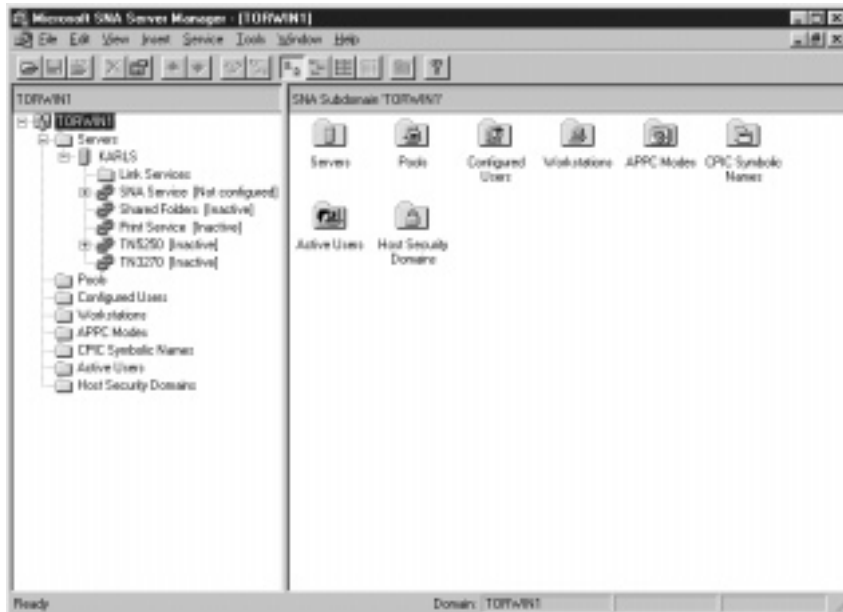 Microsoft SNA Server Manager - [TORWIN1]
File Edit View Insert Service Tools Window Help
TORWIN1
SNA Subdomain 'TORWIN1'
TORWIN1
Servers
KARLS
Link Services
SNA Service [Not configured]
Shared Folders [Inactive]
Print Service [Inactive]
TN5250 [Inactive]
TN3270 [Inactive]
Pools
Configured Users
Workstations
APPC Modes
CPIC Symbolic Names
Active Users
Host Security Domains
Servers
Pools
Configured Users
Workstations
APPC Modes
CPIC Symbolic Names
Active Users
Host Security Domains
Ready
Domain: TORWIN1